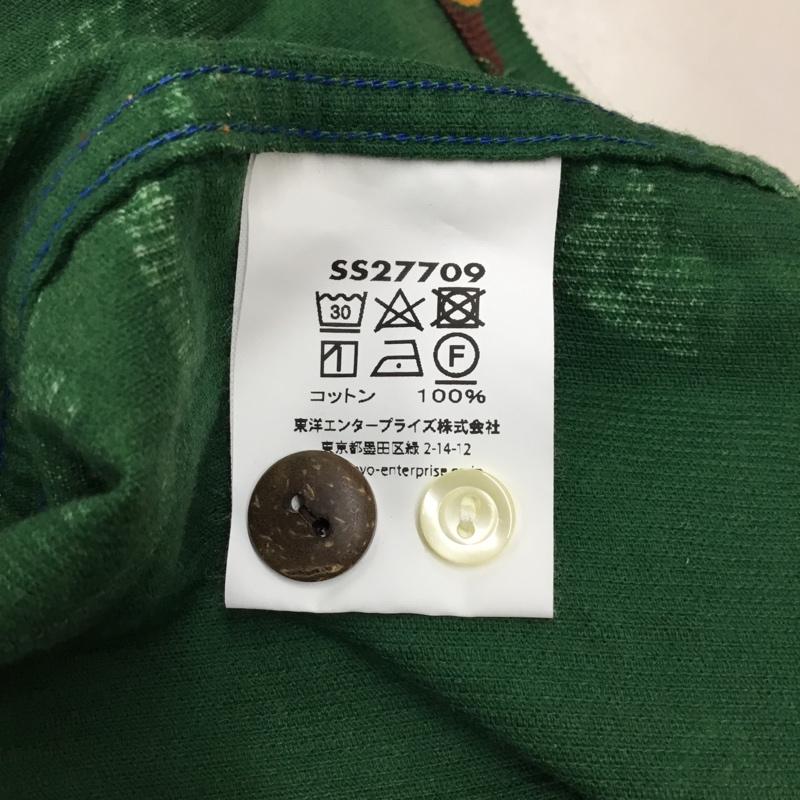 SS27709
30
F
コットン 100%
東洋エンタープライズ株式会社
東京都墨田区緑 2-14-12